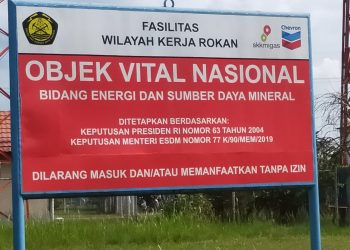 FASILITAS
WILAYAH KERJA ROKAN
skkmigas
Chevron
OBJEK VITAL NASIONAL
BIDANG ENERGI DAN SUMBER DAYA MINERAL
DITETAPKAN BERDASARKAN:
KEPUTUSAN PRESIDEN RI NOMOR 63 TAHUN 2004
KEPUTUSAN MENTERI ESDM NOMOR 77 K/90/MEM/2019
DILARANG MASUK DAN/ATAU MEMANFAATKAN TANPA IZIN